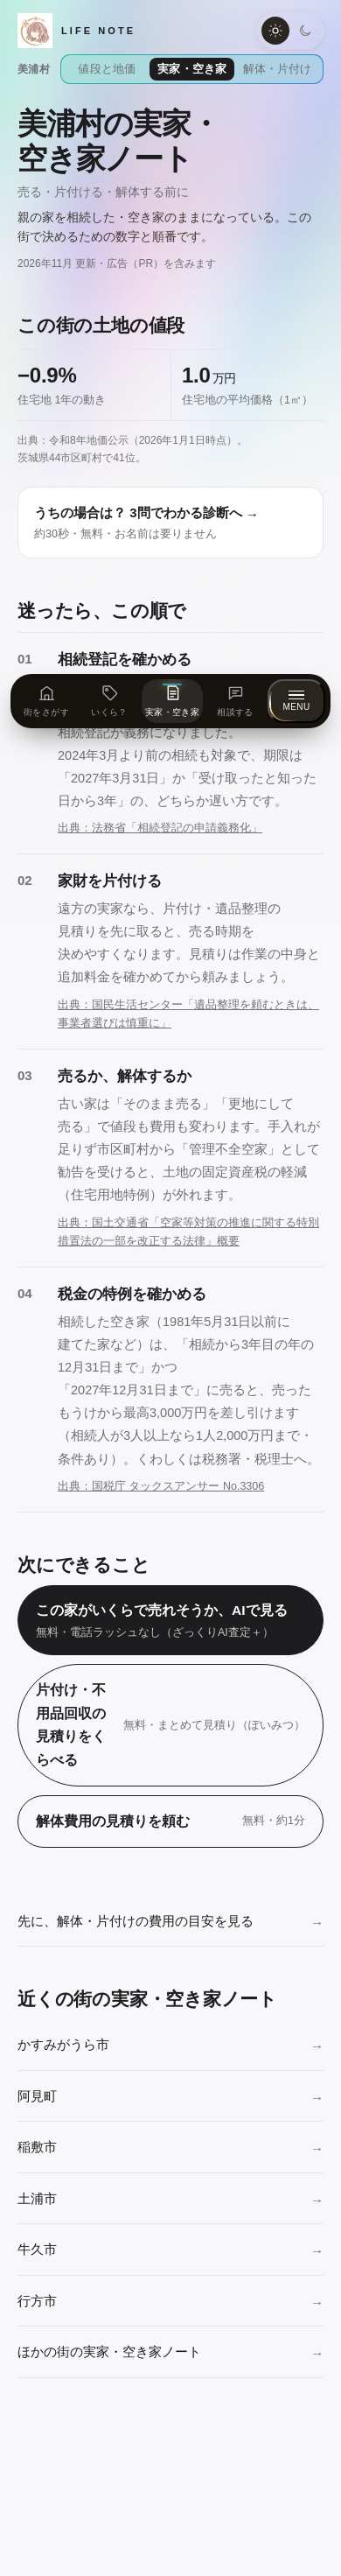 LIFE NOTE
美浦村
値段と地価
実家・空き家
解体・片付け
美浦村の実家・
空き家ノート
売る・片付ける・解体する前に
親の家を相続した・空き家のままになっている。この
街で決めるための数字と順番です。
2026年11月 更新・広告（PR）を含みます
この街の土地の値段
−0.9%
住宅地 1年の動き
1.0万円
住宅地の平均価格（1㎡）
出典：令和8年地価公示（2026年1月1日時点）。
茨城県44市区町村で41位。
うちの場合は？ 3問でわかる診断へ →
約30秒・無料・お名前は要りません
迷ったら、この順で
01
相続登記を確かめる
街をさがす
いくら？
実家・空き家
相談する
MENU
相続登記が義務になりました。
2024年3月より前の相続も対象で、期限は
「2027年3月31日」か「受け取ったと知った
日から3年」の、どちらか遅い方です。
出典：法務省「相続登記の申請義務化」
02
家財を片付ける
遠方の実家なら、片付け・遺品整理の
見積りを先に取ると、売る時期を
決めやすくなります。見積りは作業の中身と
追加料金を確かめてから頼みましょう。
出典：国民生活センター「遺品整理を頼むときは、
事業者選びは慎重に」
03
売るか、解体するか
古い家は「そのまま売る」「更地にして
売る」で値段も費用も変わります。手入れが
足りず市区町村から「管理不全空家」として
勧告を受けると、土地の固定資産税の軽減
（住宅用地特例）が外れます。
出典：国土交通省「空家等対策の推進に関する特別
措置法の一部を改正する法律」概要
04
税金の特例を確かめる
相続した空き家（1981年5月31日以前に
建てた家など）は、「相続から3年目の年の
12月31日まで」かつ
「2027年12月31日まで」に売ると、売った
もうけから最高3,000万円を差し引けます
（相続人が3人以上なら1人2,000万円まで・
条件あり）。くわしくは税務署・税理士へ。
出典：国税庁 タックスアンサー No.3306
次にできること
この家がいくらで売れそうか、AIで見る
無料・電話ラッシュなし（ざっくりAI査定＋）
片付け・不
用品回収の
見積りをく
らべる
無料・まとめて見積り（ぽいみつ）
解体費用の見積りを頼む
無料・約1分
先に、解体・片付けの費用の目安を見る →
近くの街の実家・空き家ノート
かすみがうら市 →
阿見町 →
稲敷市 →
土浦市 →
牛久市 →
行方市 →
ほかの街の実家・空き家ノート →